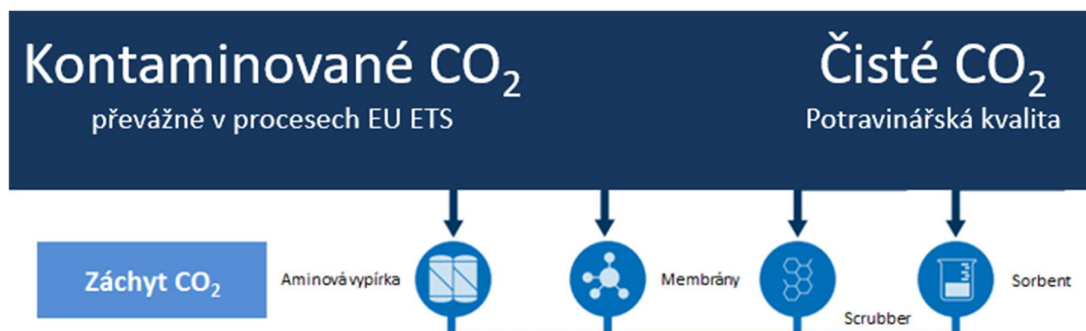 Kontaminované CO₂
převážně v procesech EU ETS
Čisté CO₂
Potravinářská kvalita
Záchyt CO₂
Aminová vypírka
Membrány
Scrubber
Sorbent